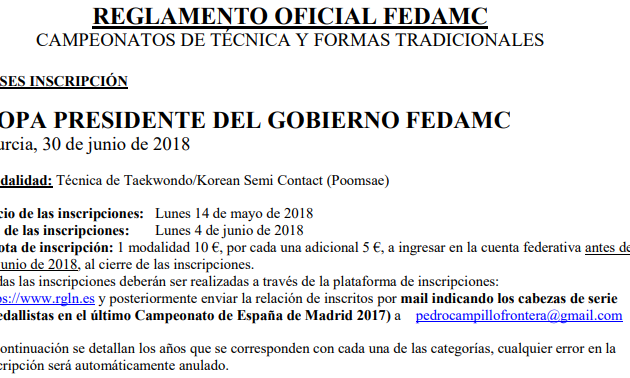 REGLAMENTO OFICIAL FEDAMC
CAMPEONATOS DE TÉCNICA Y FORMAS TRADICIONALES
SES INSCRIPCIÓN
OPA PRESIDENTE DEL GOBIERNO FEDAMC
urcia, 30 de junio de 2018
dalidad: Técnica de Taekwondo/Korean Semi Contact (Poomsae)
cio de las inscripciones: Lunes 14 de mayo de 2018
de las inscripciones: Lunes 4 de junio de 2018
ota de inscripción: 1 modalidad 10 €, por cada una adicional 5 €, a ingresar en la cuenta federativa antes de
unio de 2018, al cierre de las inscripciones.
das las inscripciones deberán ser realizadas a través de la plataforma de inscripciones:
ps://www.rgln.es y posteriormente enviar la relación de inscritos por mail indicando los cabezas de serie
edallistas en el último Campeonato de España de Madrid 2017) a pedrocampillofrontera@gmail.com
ontinuación se detallan los años que se corresponden con cada una de las categorías, cualquier error en la
cripción será automáticamente anulado.